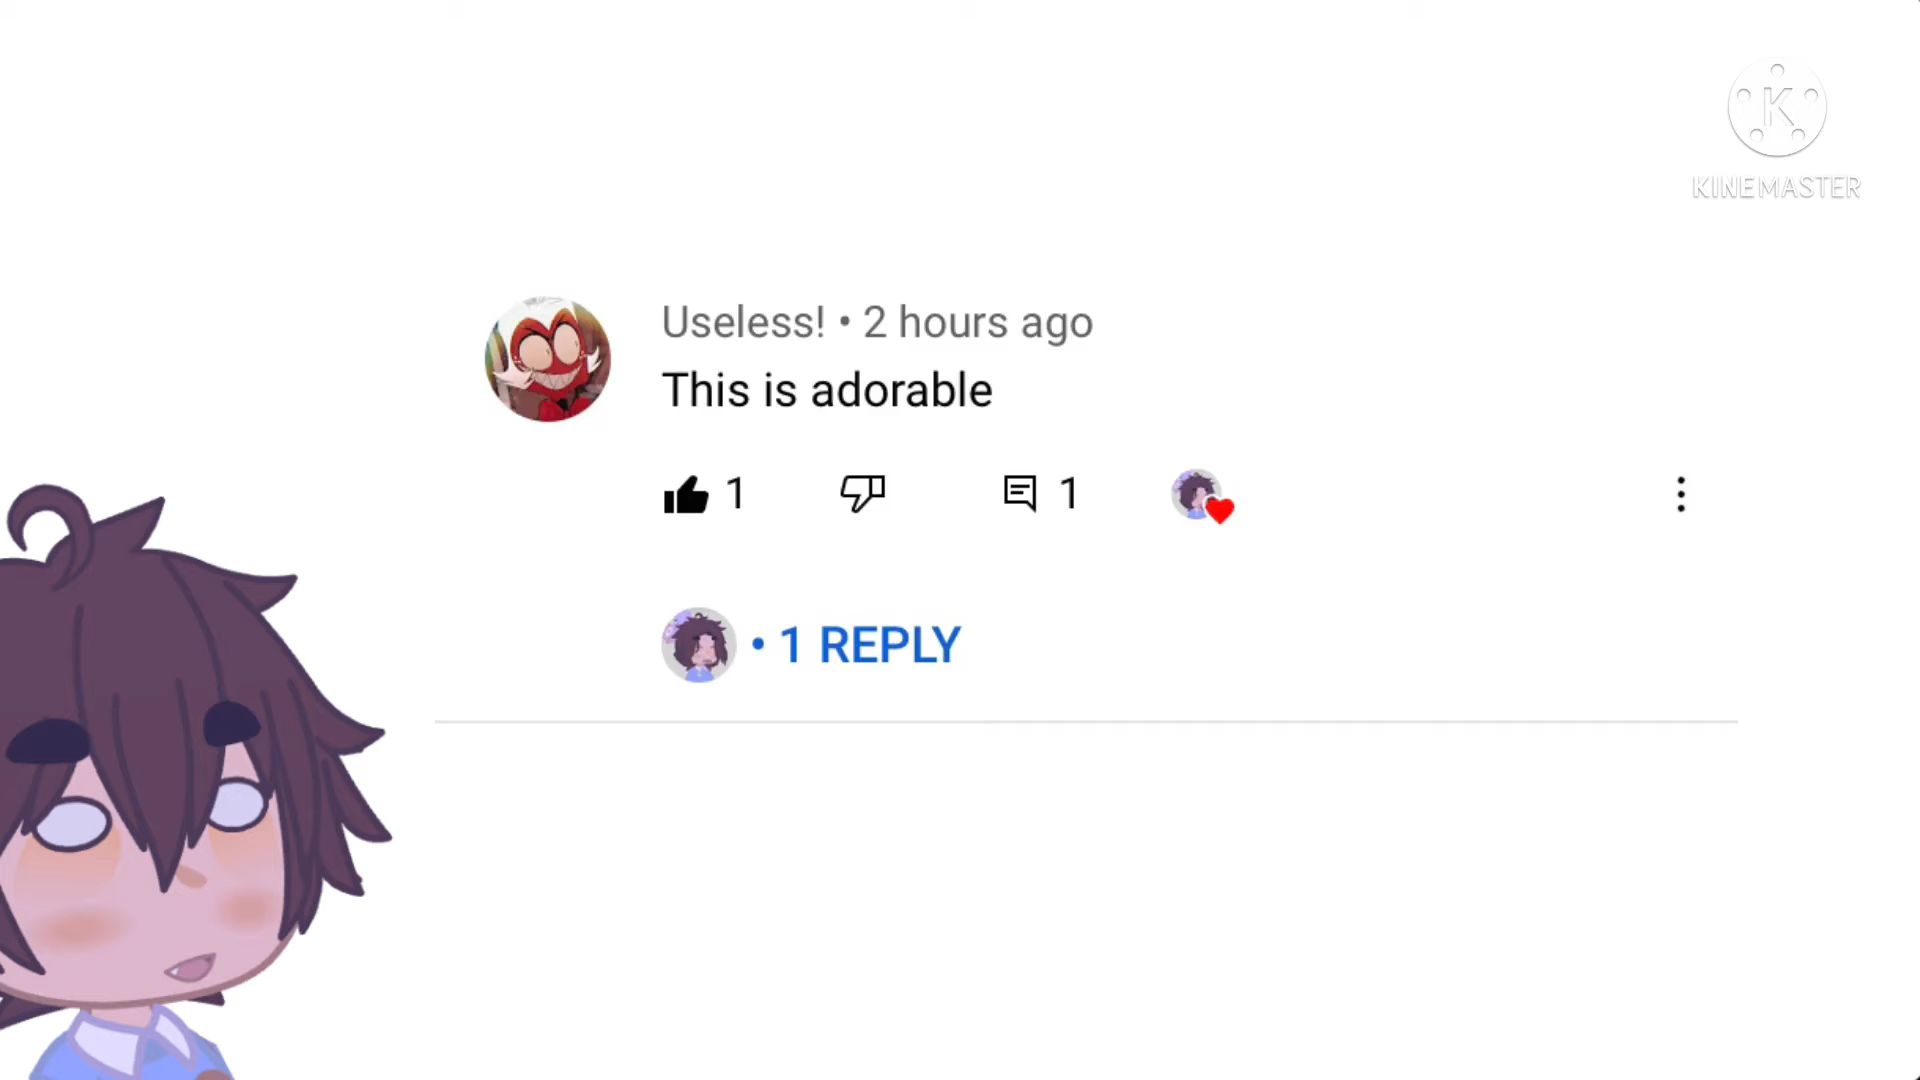 K
KINEMASTER
Useless! • 2 hours ago
This is adorable
1
1
• 1 REPLY